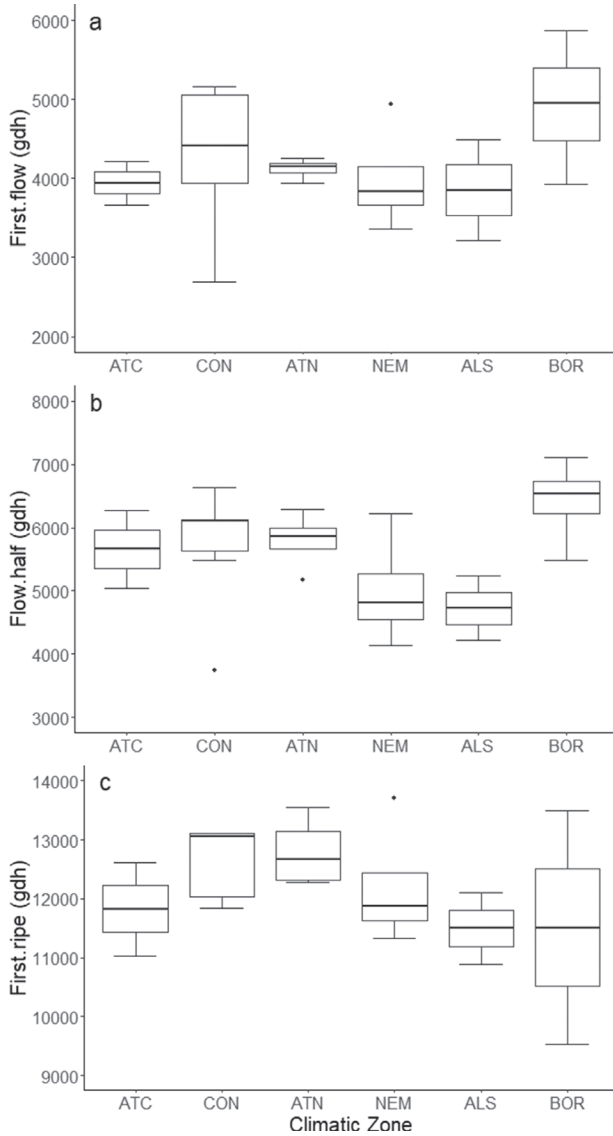 a
First.flow (gdh)
6000
5000
4000
3000
2000
ATC CON ATN NEM ALS BOR
b
Flow.half (gdh)
8000
7000
6000
5000
4000
3000
ATC CON ATN NEM ALS BOR
c
First.ripe (gdh)
14000
13000
12000
11000
10000
9000
ATC CON ATN NEM ALS BOR
Climatic Zone